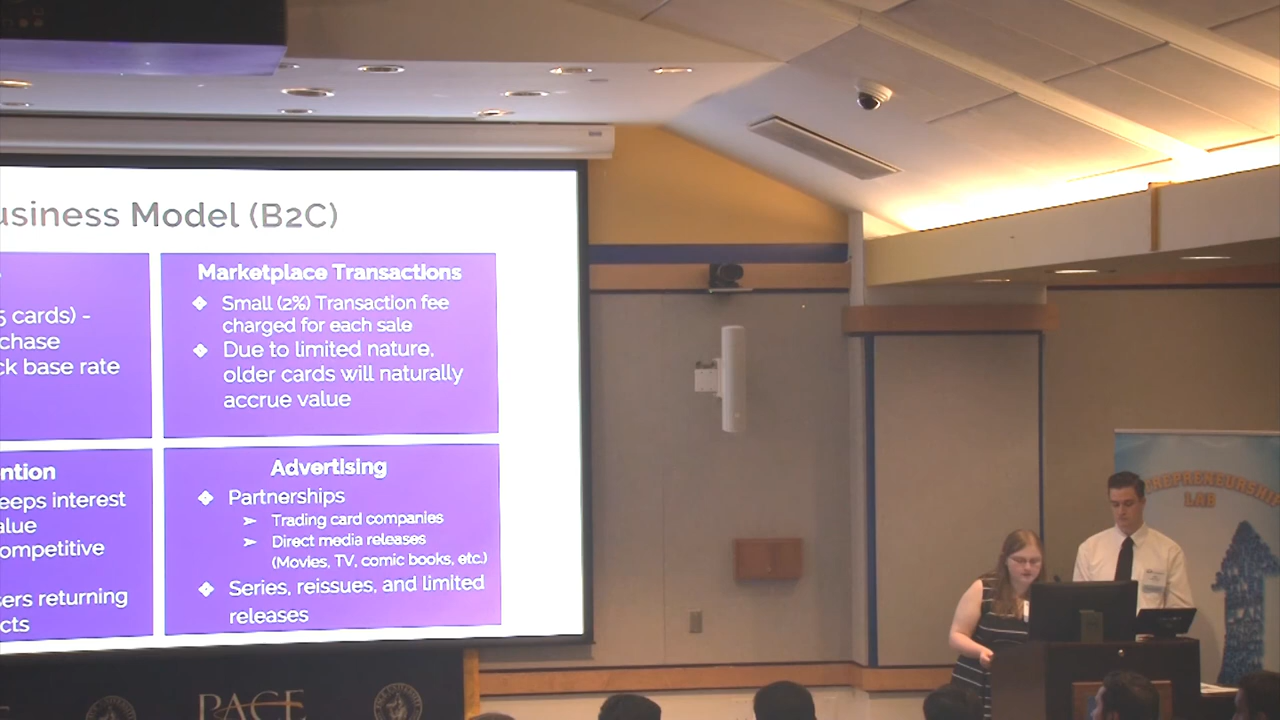 usiness Model (B2C)
5 cards) -
chase
ck base rate
Marketplace Transactions
❖ Small (2%) Transaction fee
charged for each sale
❖ Due to limited nature,
older cards will naturally
accrue value
ntion
eeps interest
alue
ompetitive
sers returning
cts
Advertising
❖ Partnerships
➢ Trading card companies
➢ Direct media releases
(Movies, TV, comic books, etc.)
❖ Series, reissues, and limited
releases
TREPRENEURSHIP
LAB
PACE